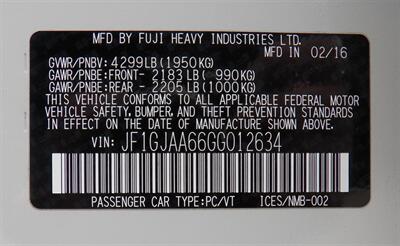 MFD BY FUJI HEAVY INDUSTRIES LTD.
MFD IN 02/16
GVWR/PNBV: 4299LB(1950KG)
GAWR/PNBE:FRONT- 2183LB( 990KG)
GAWR/PNBE:REAR - 2205LB(1000KG)
THIS VEHICLE CONFORMS TO ALL APPLICABLE FEDERAL MOTOR
VEHICLE SAFETY, BUMPER, AND THEFT PREVENTION STANDARDS
IN EFFECT ON THE DATE OF MANUFACTURE SHOWN ABOVE.
VIN: JF1GJAA66GG012634
PASSENGER CAR TYPE:PC/VT ICES/NMB-002